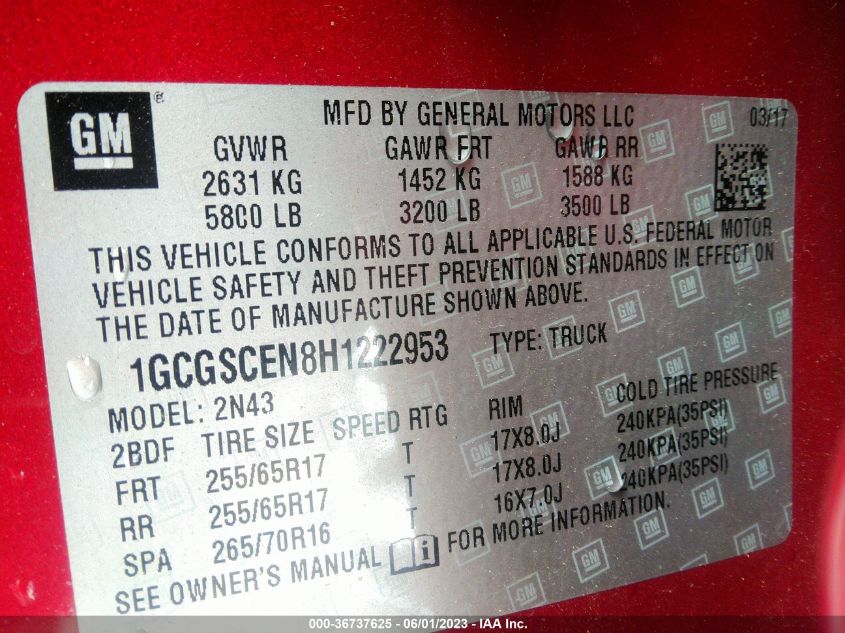 GM ® MFD BY GENERAL MOTORS LLC 03/17
GVWR GAWR FRT GAWR RR
2631 KG 1452 KG 1588 KG
5800 LB 3200 LB 3500 LB
THIS VEHICLE CONFORMS TO ALL APPLICABLE U.S. FEDERAL MOTOR
VEHICLE SAFETY AND THEFT PREVENTION STANDARDS IN EFFECT ON
THE DATE OF MANUFACTURE SHOWN ABOVE.
1GCGSCEN8H1222953 TYPE: TRUCK
MODEL: 2N43
2BDF TIRE SIZE SPEED RTG RIM COLD TIRE PRESSURE
FRT 255/65R17 T 17X8.0J 240KPA(35PSI)
RR 255/65R17 T 17X8.0J 240KPA(35PSI)
SPA 265/70R16 T 16X7.0J 240KPA(35PSI)
SEE OWNER'S MANUAL FOR MORE INFORMATION.
000-36737625 - 06/01/2023 - IAA Inc.